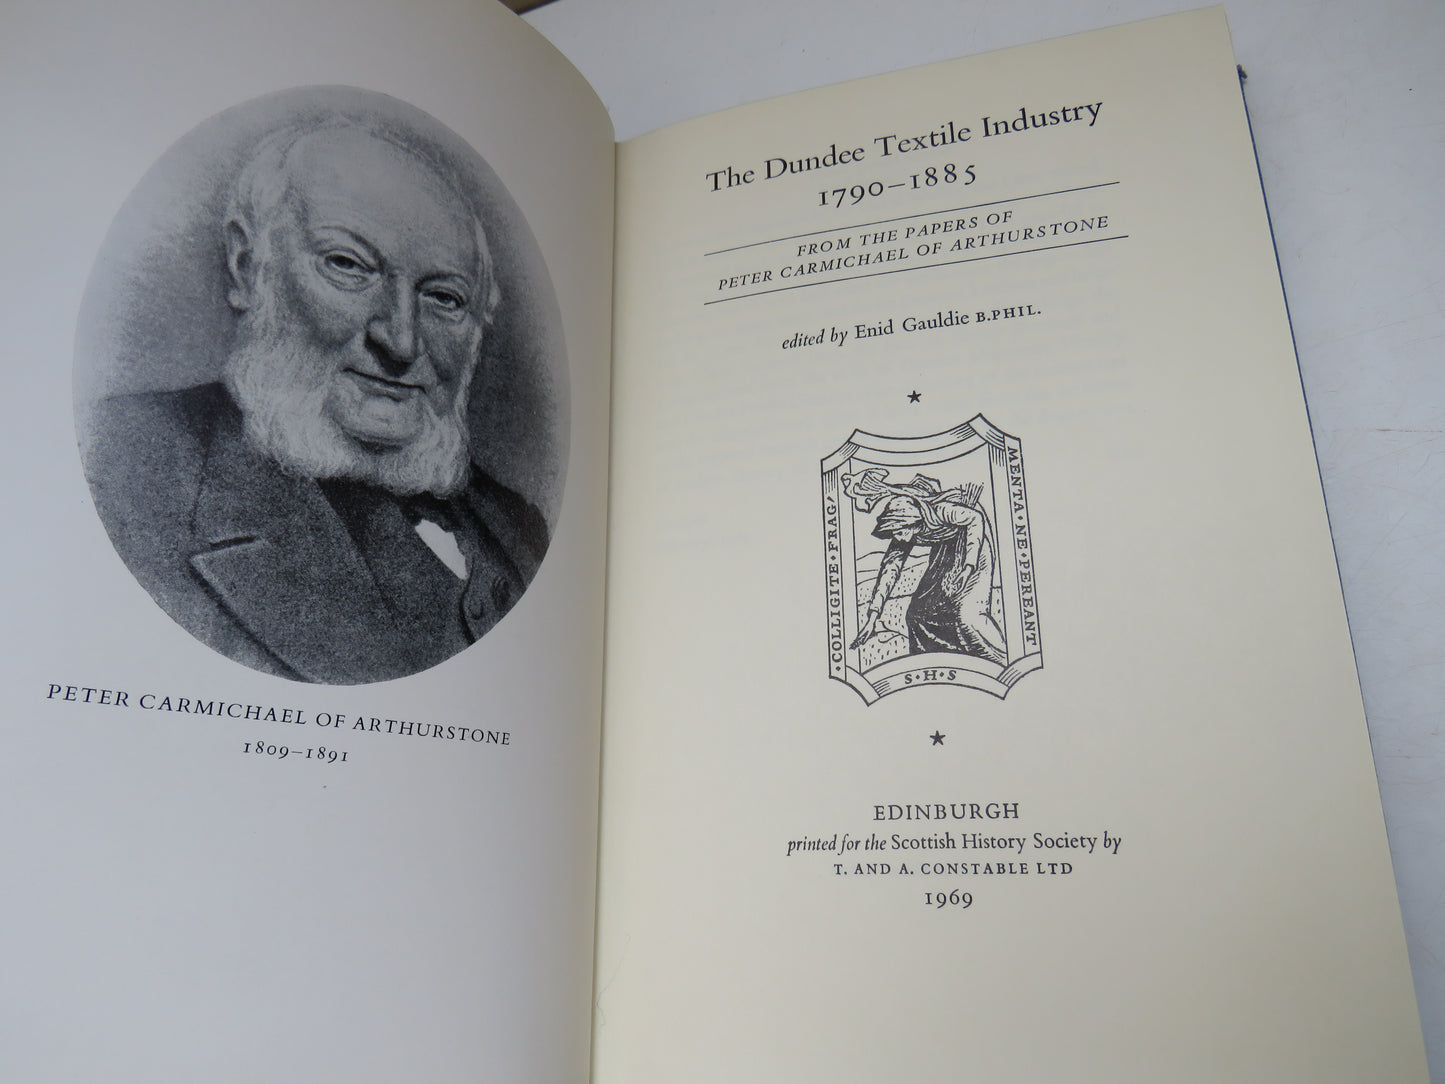 PETER CARMICHAEL OF ARTHURSTONE
1809–1891
The Dundee Textile Industry
1790–1885
FROM THE PAPERS OF
PETER CARMICHAEL OF ARTHURSTONE
edited by Enid Gauldie B.PHIL.
·COLLIGITE·FRAG/
MENTA·NE·PEREANT
S·H·S
EDINBURGH
printed for the Scottish History Society by
T. AND A. CONSTABLE LTD
1969